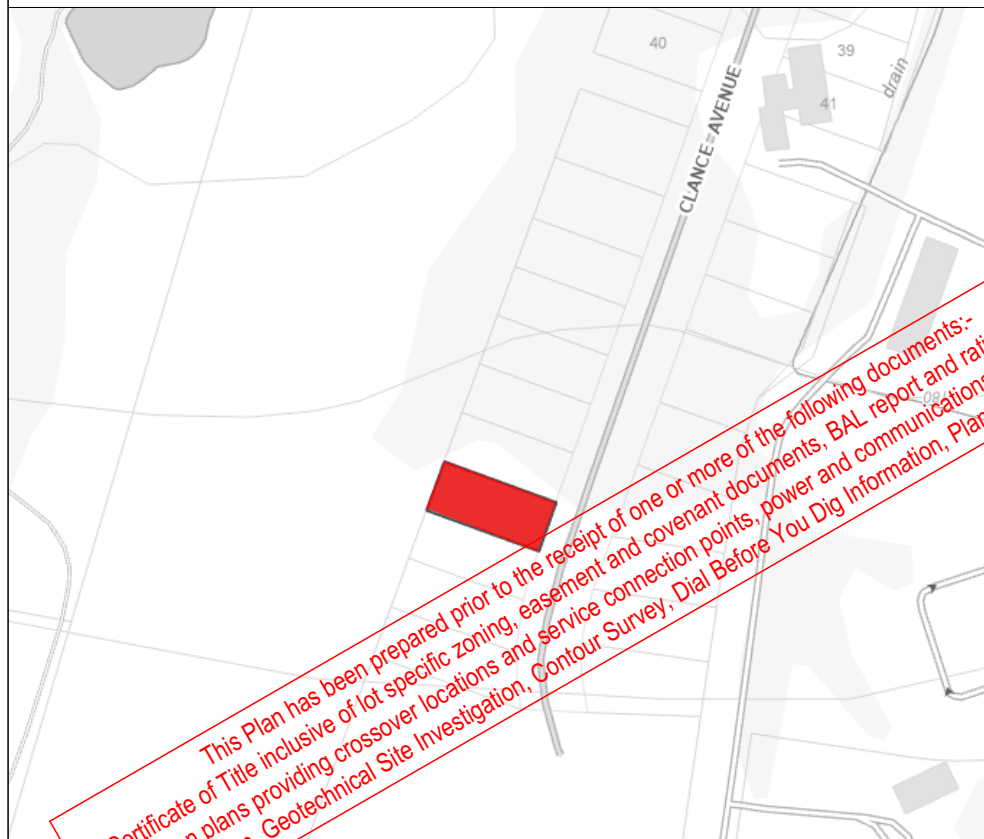 40
39
41
drain
CLANCE AVENUE
This Plan has been prepared prior to the receipt of one or more of the following documents:-
Certificate of Title inclusive of lot specific zoning, easement and covenant documents, BAL report and
plans providing crossover locations and service connection points, power and communications
Geotechnical Site Investigation, Contour Survey, Dial Before You Dig Information,